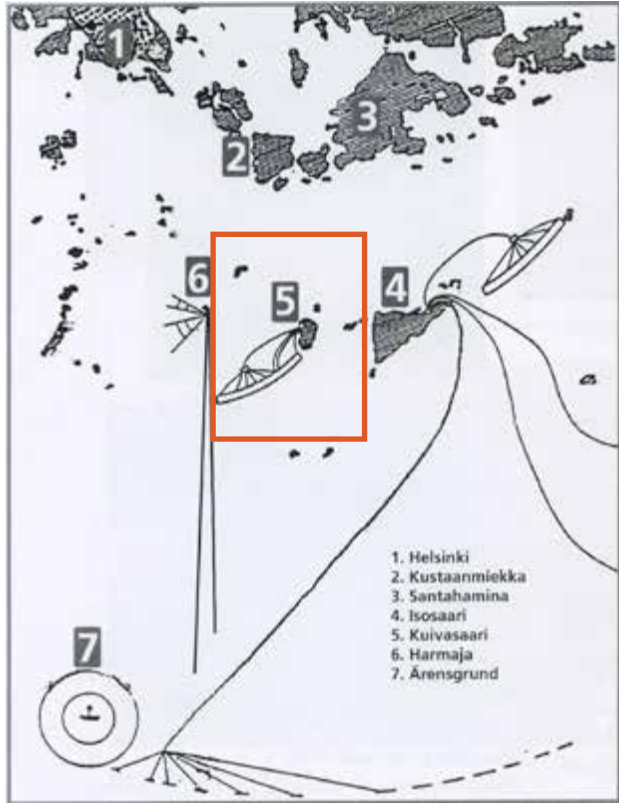 1
3
2
6
5
4
1. Helsinki
2. Kustaanmiekka
3. Santahamina
4. Isosaari
5. Kuivasaari
6. Harmaja
7. Ärensgrund
7